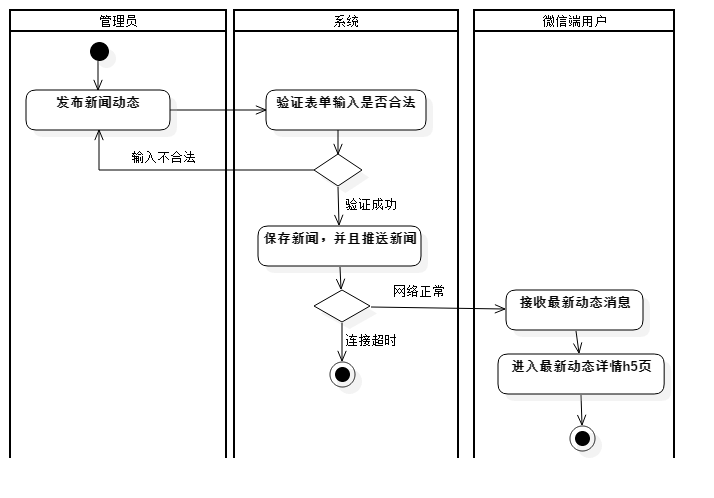 管理员
系统
微信端用户
发布新闻动态
验证表单输入是否合法
输入不合法
验证成功
保存新闻，并且推送新闻
网络正常
接收最新动态消息
连接超时
进入最新动态详情h5页